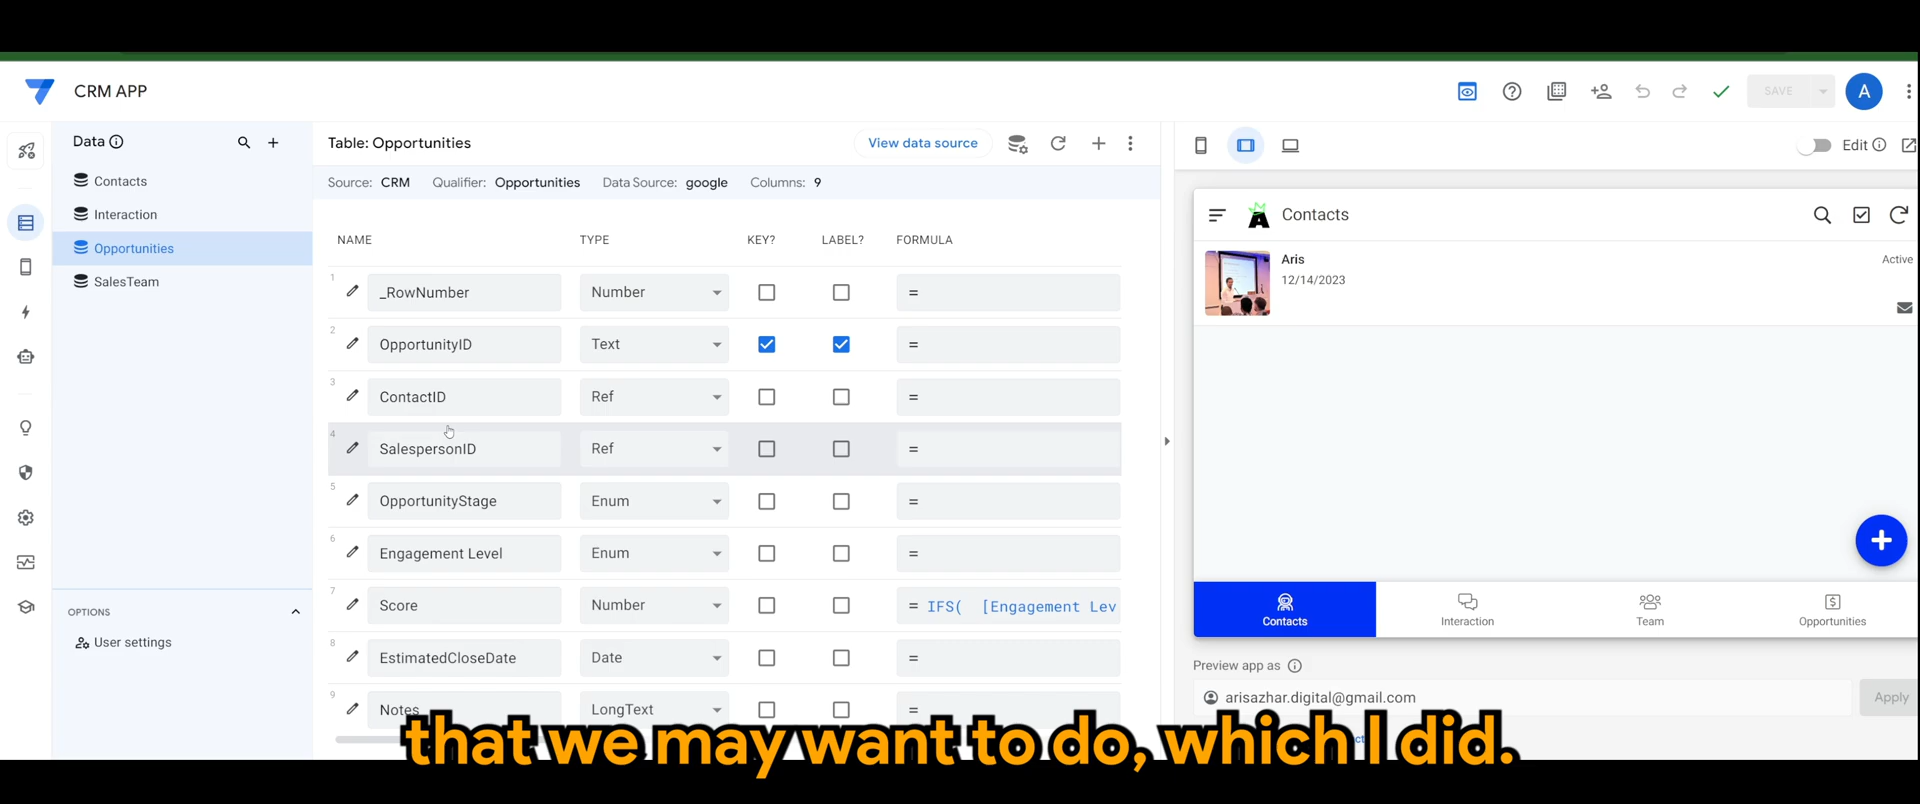 CRM APP
SAVE
A
Data
Table: Opportunities
View data source
Edit
Contacts
Interaction
Opportunities
SalesTeam
Source: CRM Qualifier: Opportunities Data Source: google Columns: 9
NAME TYPE KEY? LABEL? FORMULA
1 _RowNumber Number =
2 OpportunityID Text =
3 ContactID Ref =
4 SalespersonID Ref =
5 OpportunityStage Enum =
6 Engagement Level Enum =
7 Score Number = IFS( [Engagement Lev
8 EstimatedCloseDate Date =
9 Notes LongText =
OPTIONS
User settings
Contacts
Aris
12/14/2023
Active
Contacts
Interaction
Team
Opportunities
Preview app as
arisazhar.digital@gmail.com
Apply
that we may want to do, which I did.